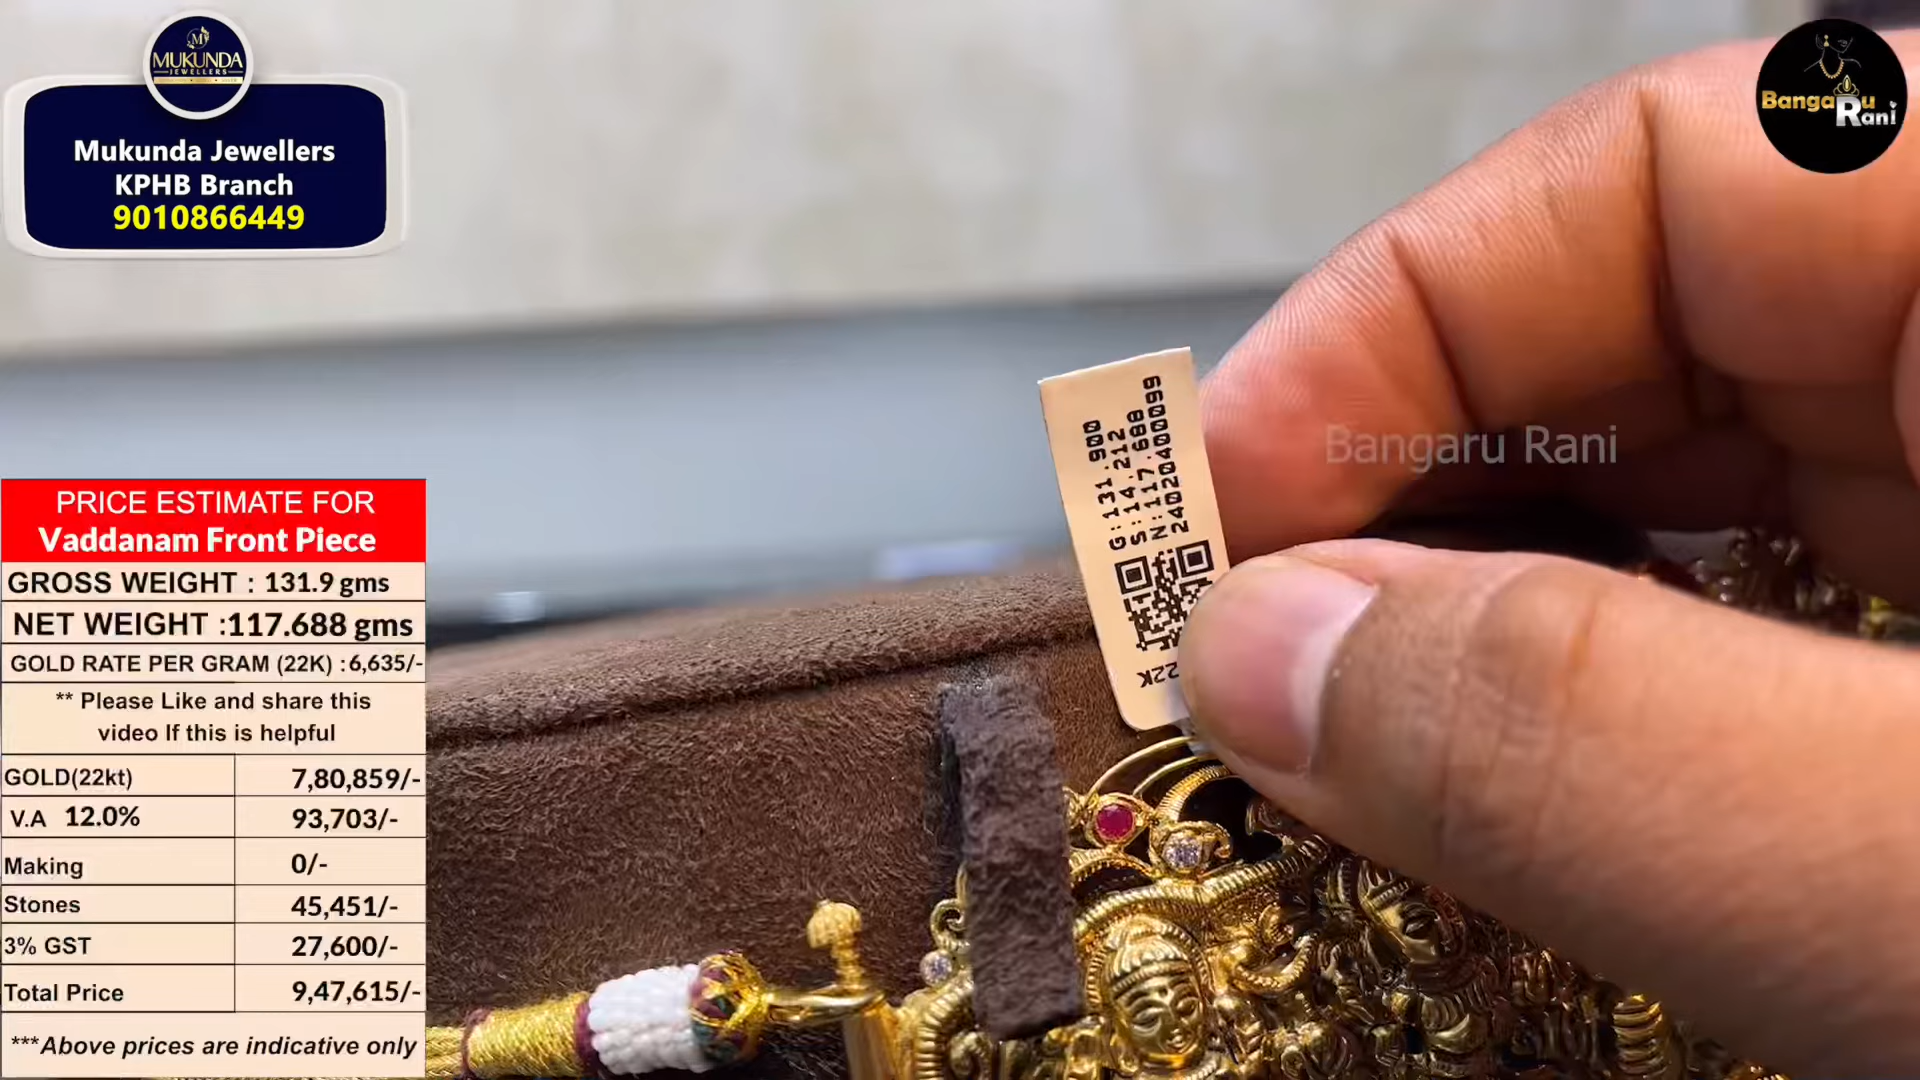 M
MUKUNDA
JEWELLERS
Mukunda Jewellers
KPHB Branch
9010866449
Bangaru
Rani
PRICE ESTIMATE FOR
Vaddanam Front Piece
GROSS WEIGHT : 131.9 gms
NET WEIGHT :117.688 gms
GOLD RATE PER GRAM (22K) :6,635/-
** Please Like and share this
video If this is helpful
GOLD(22kt) 7,80,859/-
V.A 12.0% 93,703/-
Making 0/-
Stones 45,451/-
3% GST 27,600/-
Total Price 9,47,615/-
***Above prices are indicative only
G:131.900
S:14.212
N:117.688
2402040099
22K
Bangaru Rani